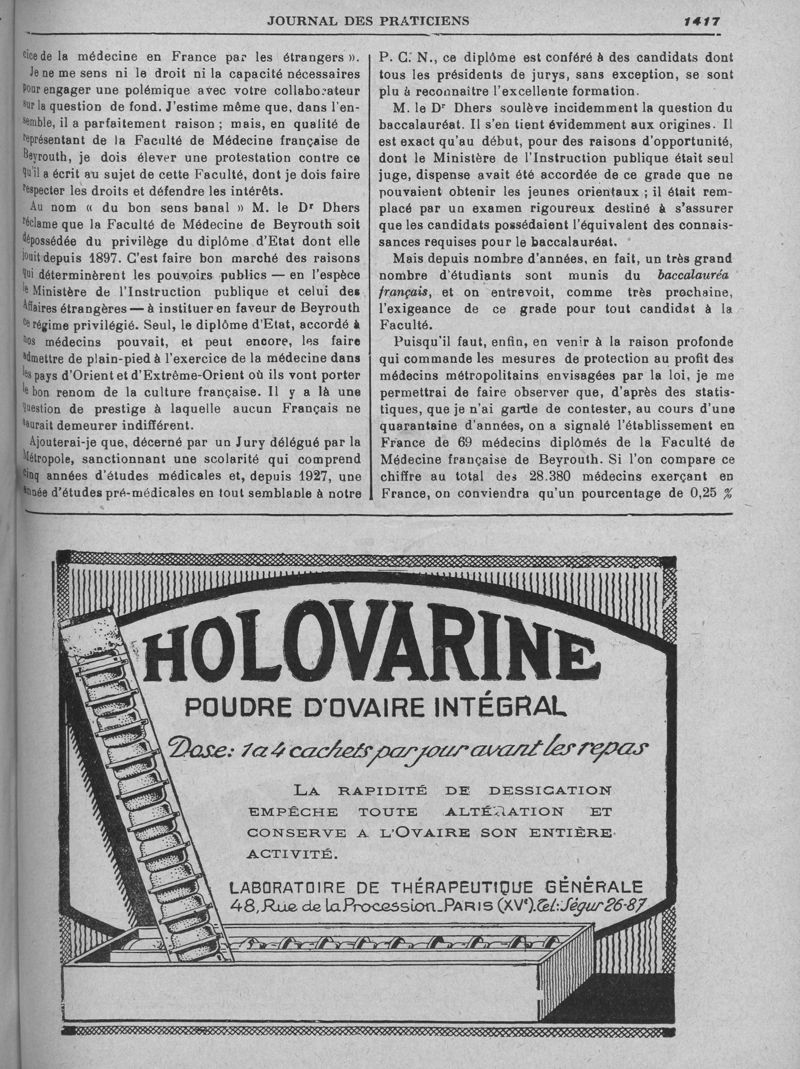 JOURNAL DES PRATICIENS 1417
cice de la médecine en France par les étrangers ».
Je ne me sens ni le droit ni la capacité nécessaires
pour engager une polémique avec votre collaborateur
sur la question de fond. J'estime même que, dans l'en-
semble, il a parfaitement raison ; mais, en qualité de
représentant de la Faculté de Médecine française de
Beyrouth, je dois élever une protestation contre ce
qu'il a écrit au sujet de cette Faculté, dont je dois faire
respecter les droits et défendre les intérêts.
Au nom « du bon sens banal » M. le Dr Dhers
réclame que la Faculté de Médecine de Beyrouth soit
dépossédée du privilège du diplôme d'Etat dont elle
jouit depuis 1897. C'est faire bon marché des raisons
qui déterminèrent les pouvoirs publics — en l'espèce
le Ministère de l'Instruction publique et celui des
Affaires étrangères — à instituer en faveur de Beyrouth
ce régime privilégié. Seul, le diplôme d'Etat, accordé à
nos médecins pouvait, et peut encore, les faire
admettre de plain-pied à l'exercice de la médecine dans
les pays d'Orient et d'Extrême-Orient où ils vont porter
le bon renom de la culture française. Il y a là une
question de prestige à laquelle aucun Français ne
saurait demeurer indifférent.
Ajouterai-je que, décerné par un Jury délégué par la
Métropole, sanctionnant une scolarité qui comprend
cinq années d'études médicales et, depuis 1927, une
année d'études pré-médicales en tout semblable à notre
P. C. N., ce diplôme est conféré à des candidats dont
tous les présidents de jurys, sans exception, se sont
plu à reconnaître l'excellente formation.
M. le Dr Dhers soulève incidemment la question du
baccalauréat. Il s'en tient évidemment aux origines. Il
est exact qu'au début, pour des raisons d'opportunité,
dont le Ministère de l'Instruction publique était seul
juge, dispense avait été accordée de ce grade que ne
pouvaient obtenir les jeunes orientaux ; il était rem-
placé par un examen rigoureux destiné à s'assurer
que les candidats possédaient l'équivalent des connais-
sances requises pour le baccalauréat.
Mais depuis nombre d'années, en fait, un très grand
nombre d'étudiants sont munis du baccalauréa
français, et on entrevoit, comme très prochaine,
l'exigeance de ce grade pour tout candidat à la
Faculté.
Puisqu'il faut, enfin, en venir à la raison profonde
qui commande les mesures de protection au profit des
médecins métropolitains envisagées par la loi, je me
permettrai de faire observer que, d'après des statis-
tiques, que je n'ai garde de contester, au cours d'une
quarantaine d'années, on a signalé l'établissement en
France de 69 médecins diplômés de la Faculté de
Médecine française de Beyrouth. Si l'on compare ce
chiffre au total des 28.380 médecins exerçant en
France, on conviendra qu'un pourcentage de 0,25 %
HOLOVARINE
POUDRE D'OVAIRE INTÉGRAL
Dose: 1 a 4 cachets par jour avant les repas
LA RAPIDITÉ DE DESSICATION
EMPÊCHE TOUTE ALTÉRATION ET
CONSERVE A L'OVAIRE SON ENTIÈRE
ACTIVITÉ.
LABORATOIRE DE THÉRAPEUTIQUE GÉNÉRALE
48, Rue de la Procession_PARIS (XVe). Tel: Ségur 26-87